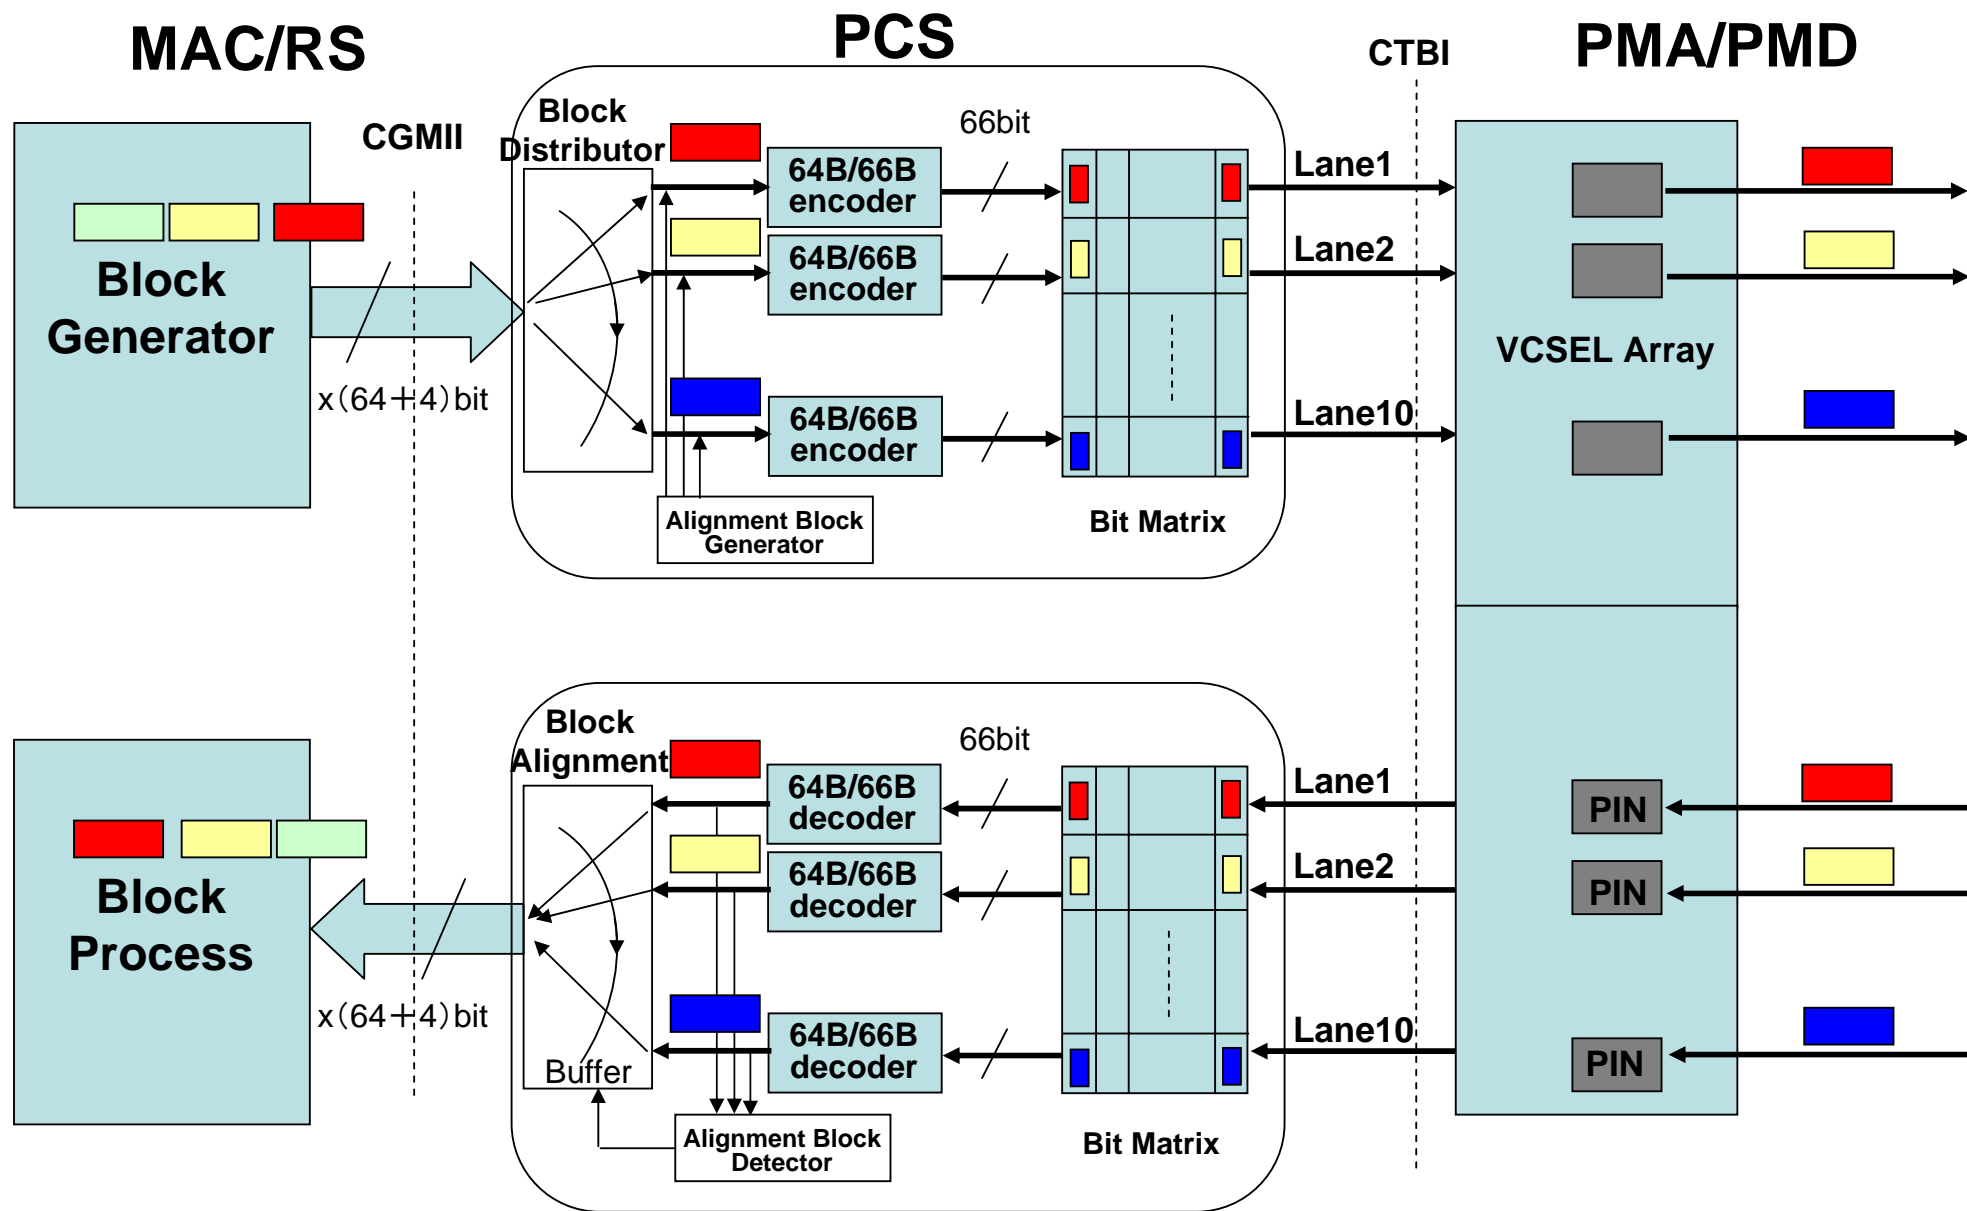 MAC/RS
PCS
CTBI
PMA/PMD
CGMII
Block
Distributor
66bit
64B/66B
encoder
Lane1
64B/66B
encoder
Lane2
Block
Generator
VCSEL Array
x(64+4)bit
64B/66B
encoder
Lane10
Alignment Block
Generator
Bit Matrix
Block
Alignment
66bit
64B/66B
decoder
Lane1
PIN
64B/66B
decoder
Lane2
PIN
Block
Process
x(64+4)bit
64B/66B
decoder
Lane10
PIN
Buffer
Alignment Block
Detector
Bit Matrix